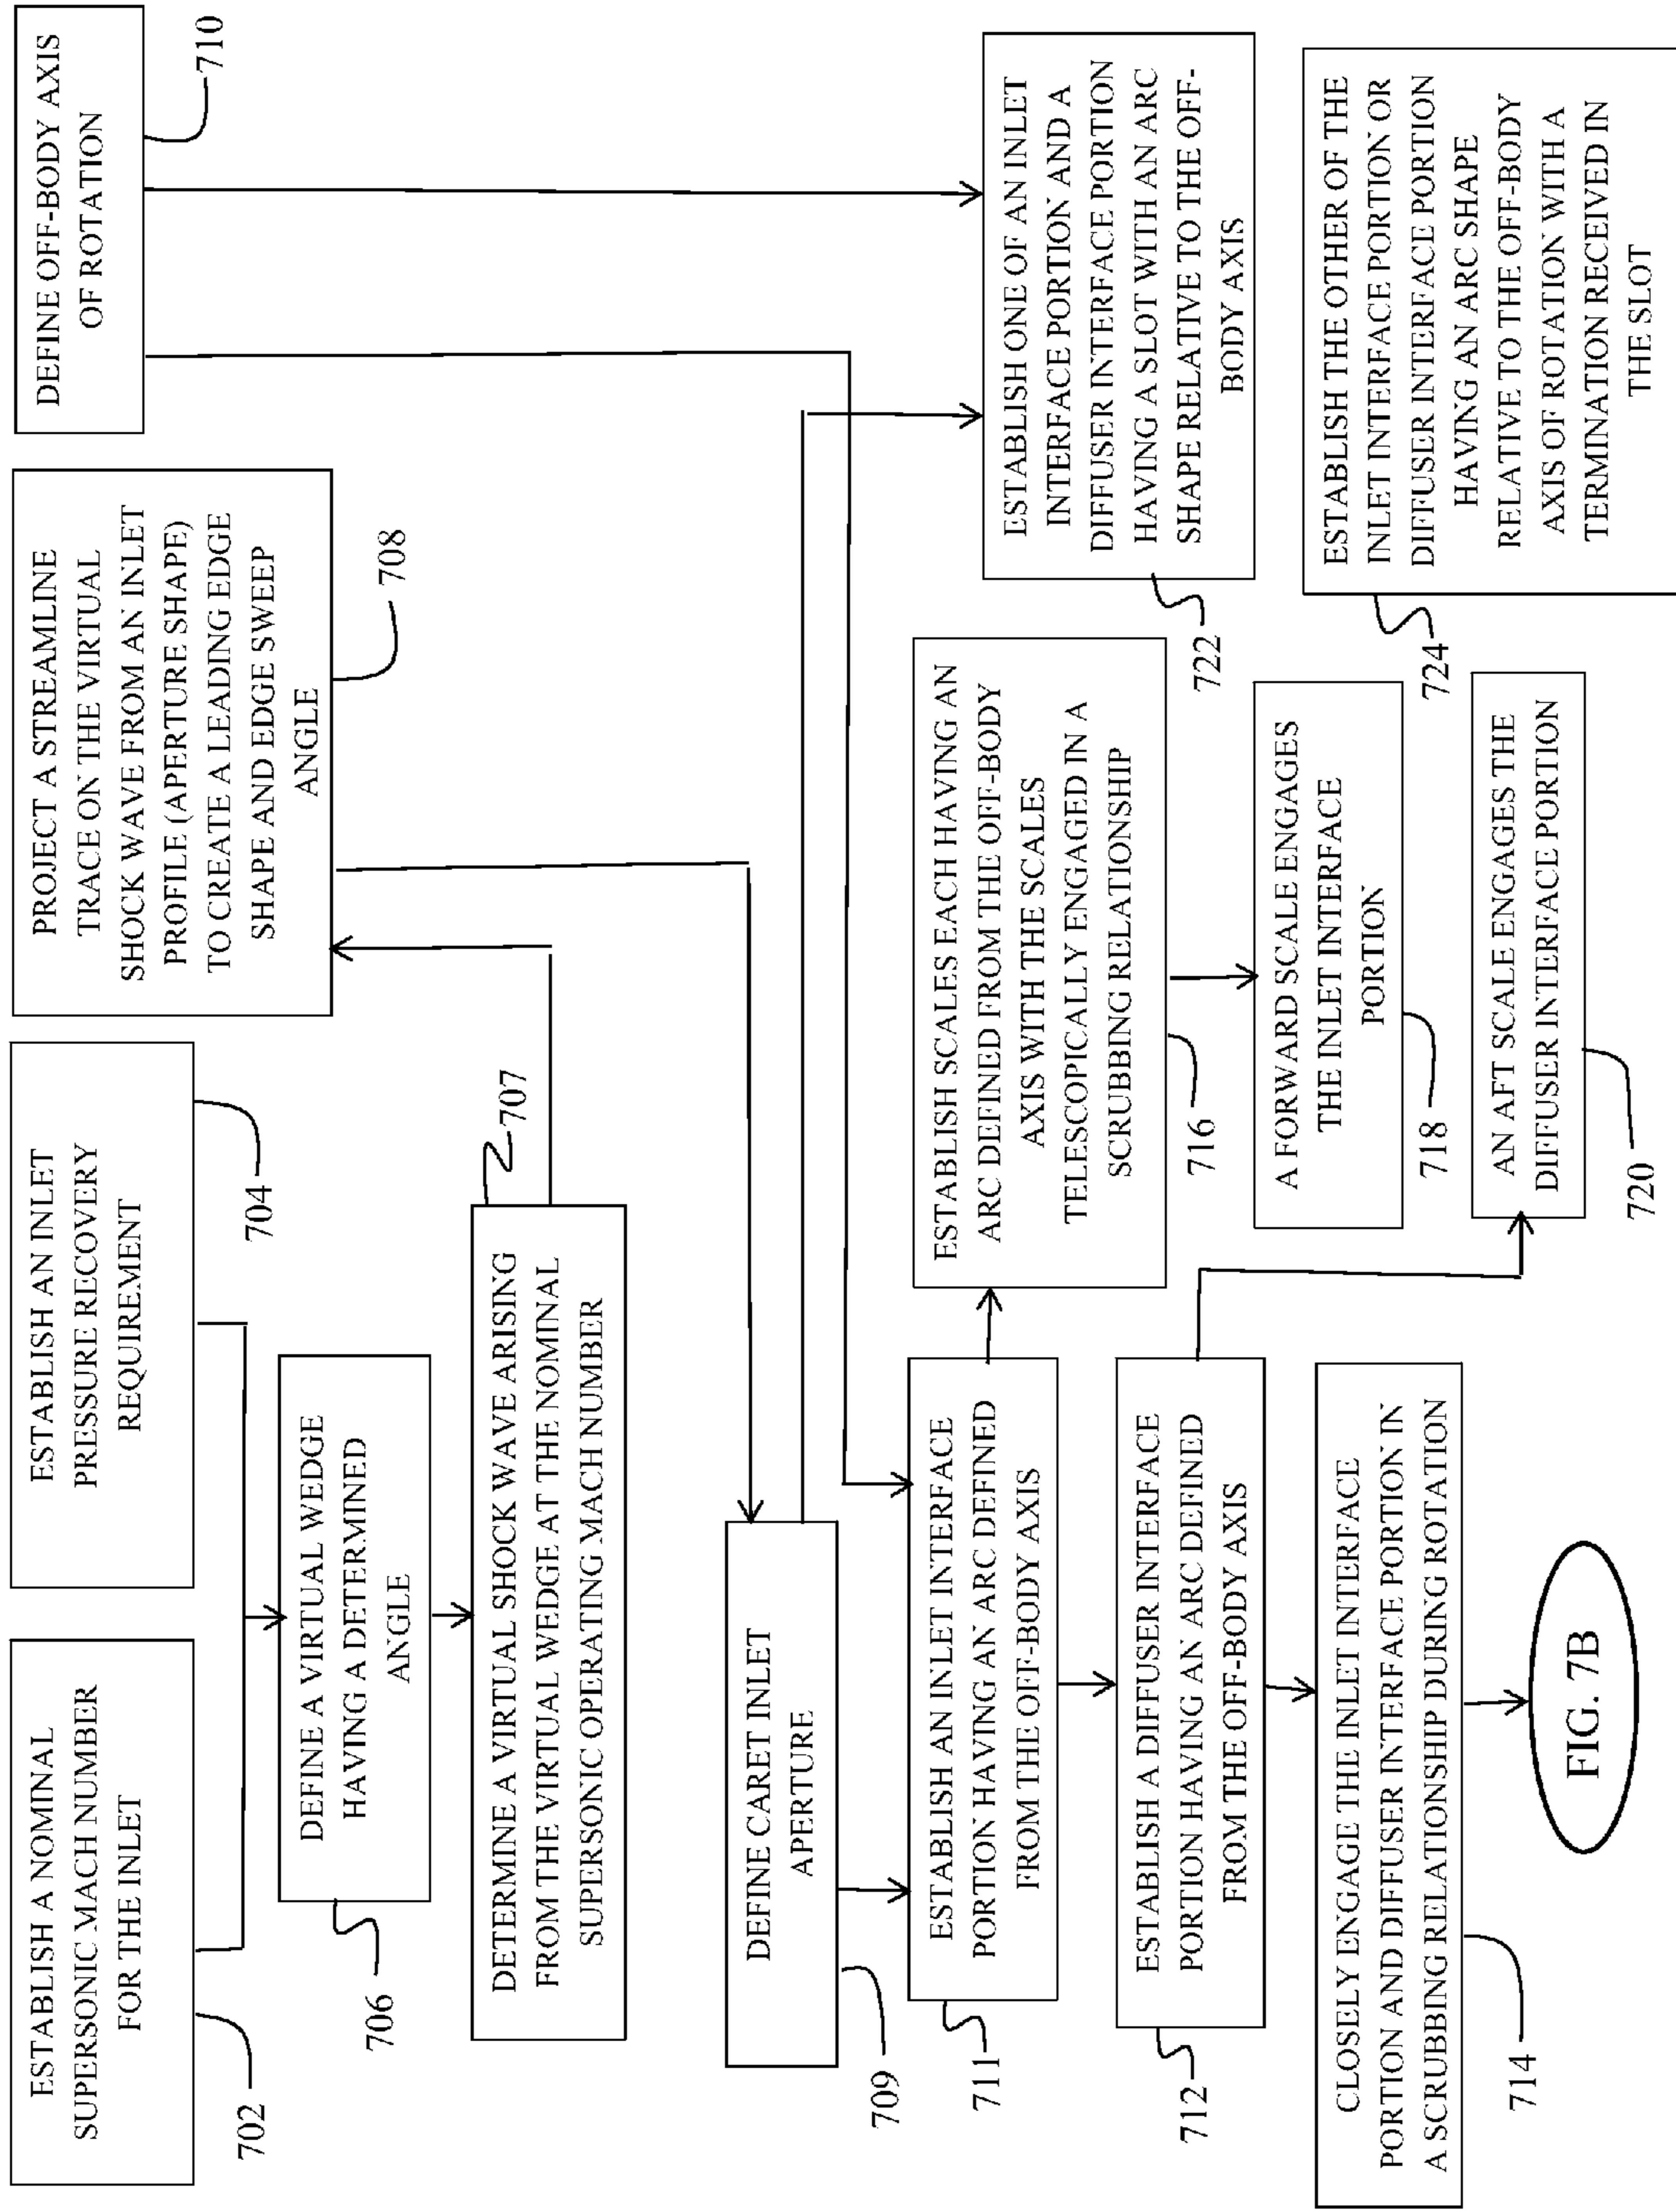 ESTABLISH A NOMINAL
SUPERSONIC MACH NUMBER
FOR THE INLET
702
ESTABLISH AN INLET
PRESSURE RECOVERY
REQUIREMENT
704
DEFINE A VIRTUAL WEDGE
HAVING A DETERMINED
ANGLE
706
DETERMINE A VIRTUAL SHOCK WAVE ARISING
FROM THE VIRTUAL WEDGE AT THE NOMINAL
SUPERSONIC OPERATING MACH NUMBER
707
PROJECT A STREAMLINE
TRACE ON THE VIRTUAL
SHOCK WAVE FROM AN INLET
PROFILE (APERTURE SHAPE)
TO CREATE A LEADING EDGE
SHAPE AND EDGE SWEEP
ANGLE
708
DEFINE OFF-BODY AXIS
OF ROTATION
710
DEFINE CARET INLET
APERTURE
709
ESTABLISH AN INLET INTERFACE
PORTION HAVING AN ARC DEFINED
FROM THE OFF-BODY AXIS
711
ESTABLISH A DIFFUSER INTERFACE
PORTION HAVING AN ARC DEFINED
FROM THE OFF-BODY AXIS
712
CLOSELY ENGAGE THE INLET INTERFACE
PORTION AND DIFFUSER INTERFACE PORTION IN
A SCRUBBING RELATIONSHIP DURING ROTATION
714
FIG. 7B
ESTABLISH SCALES EACH HAVING AN
ARC DEFINED FROM THE OFF-BODY
AXIS WITH THE SCALES
TELESCOPICALLY ENGAGED IN A
SCRUBBING RELATIONSHIP
716
A FORWARD SCALE ENGAGES
THE INLET INTERFACE
PORTION
718
AN AFT SCALE ENGAGES THE
DIFFUSER INTERFACE PORTION
720
ESTABLISH ONE OF AN INLET
INTERFACE PORTION AND A
DIFFUSER INTERFACE PORTION
HAVING A SLOT WITH AN ARC
SHAPE RELATIVE TO THE OFF-
BODY AXIS
722
ESTABLISH THE OTHER OF THE
INLET INTERFACE PORTION OR
DIFFUSER INTERFACE PORTION
HAVING AN ARC SHAPE
RELATIVE TO THE OFF-BODY
AXIS OF ROTATION WITH A
TERMINATION RECEIVED IN
THE SLOT
724